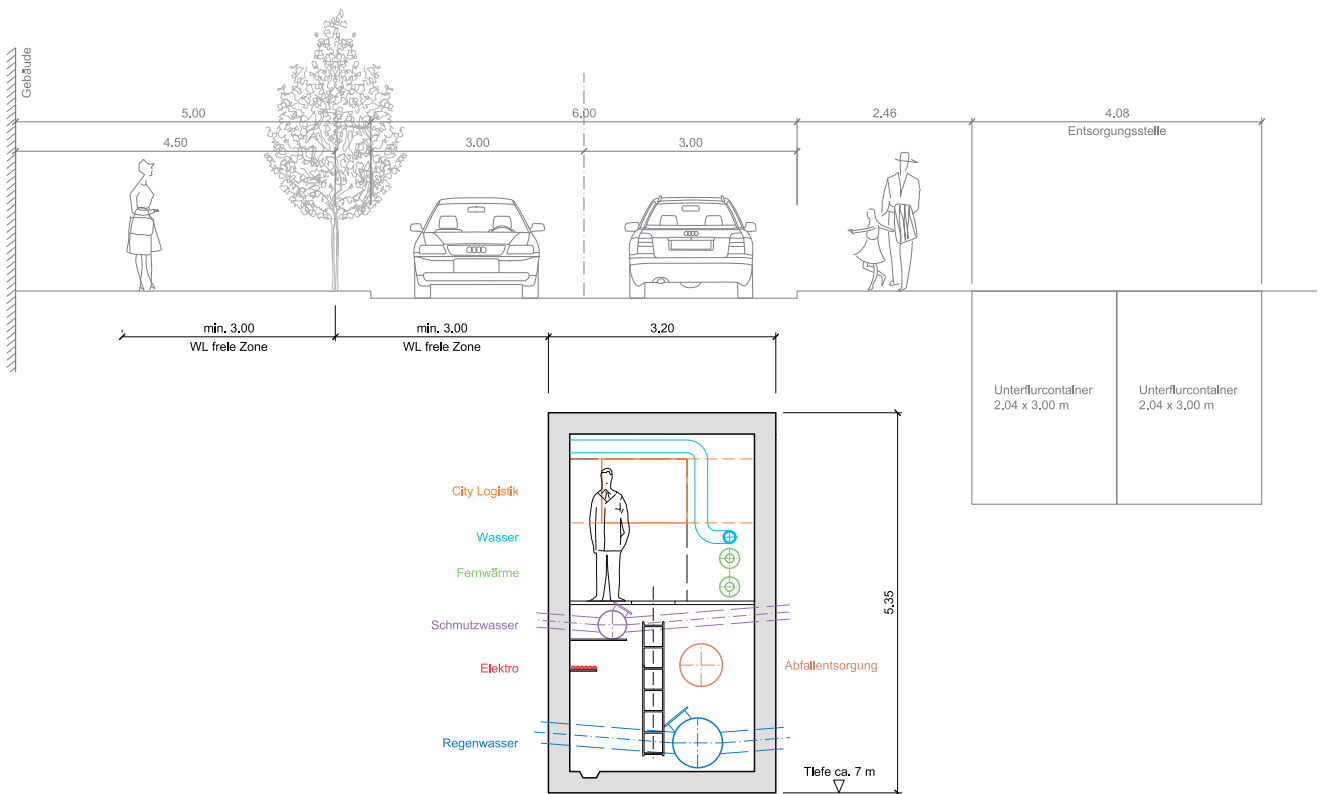 Gebäude
5.00
6.00
2.46
4.08
Entsorgungsstelle
4.50
3.00
3.00
min. 3.00
WL freie Zone
min. 3.00
WL freie Zone
3.20
Unterflurcontainer
2.04 x 3.00 m
Unterflurcontainer
2.04 x 3.00 m
City Logistik
Wasser
Fernwärme
5.35
Schmutzwasser
Elektro
Abfallentsorgung
Regenwasser
Tiefe ca. 7 m